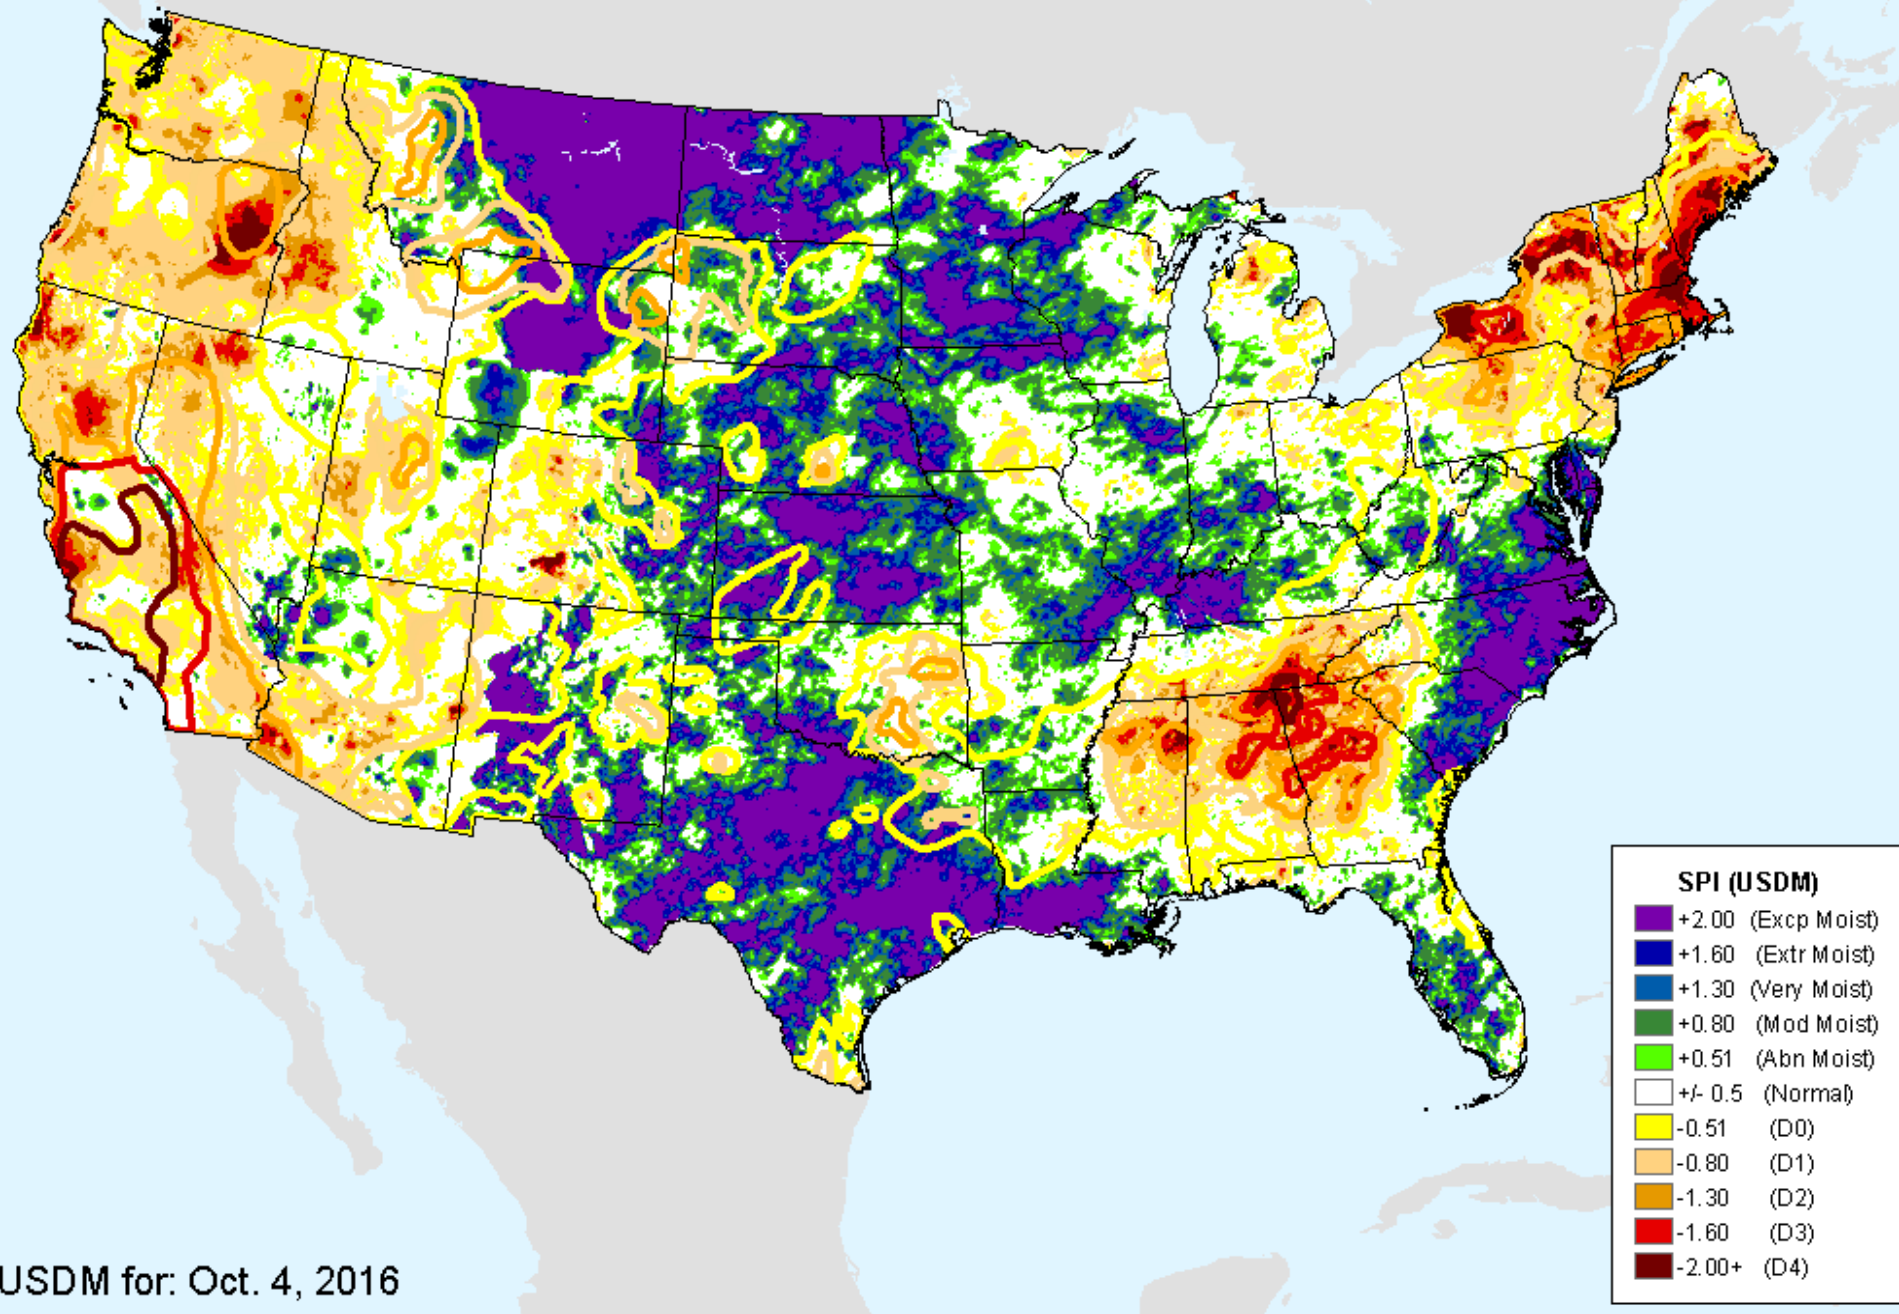 SPI (USDM)
+2.00 (Excp Moist)
+1.60 (Extr Moist)
+1.30 (Very Moist)
+0.80 (Mod Moist)
+0.51 (Abn Moist)
+/- 0.5 (Normal)
-0.51 (D0)
-0.80 (D1)
-1.30 (D2)
-1.60 (D3)
-2.00+ (D4)
USDM for: Oct. 4, 2016